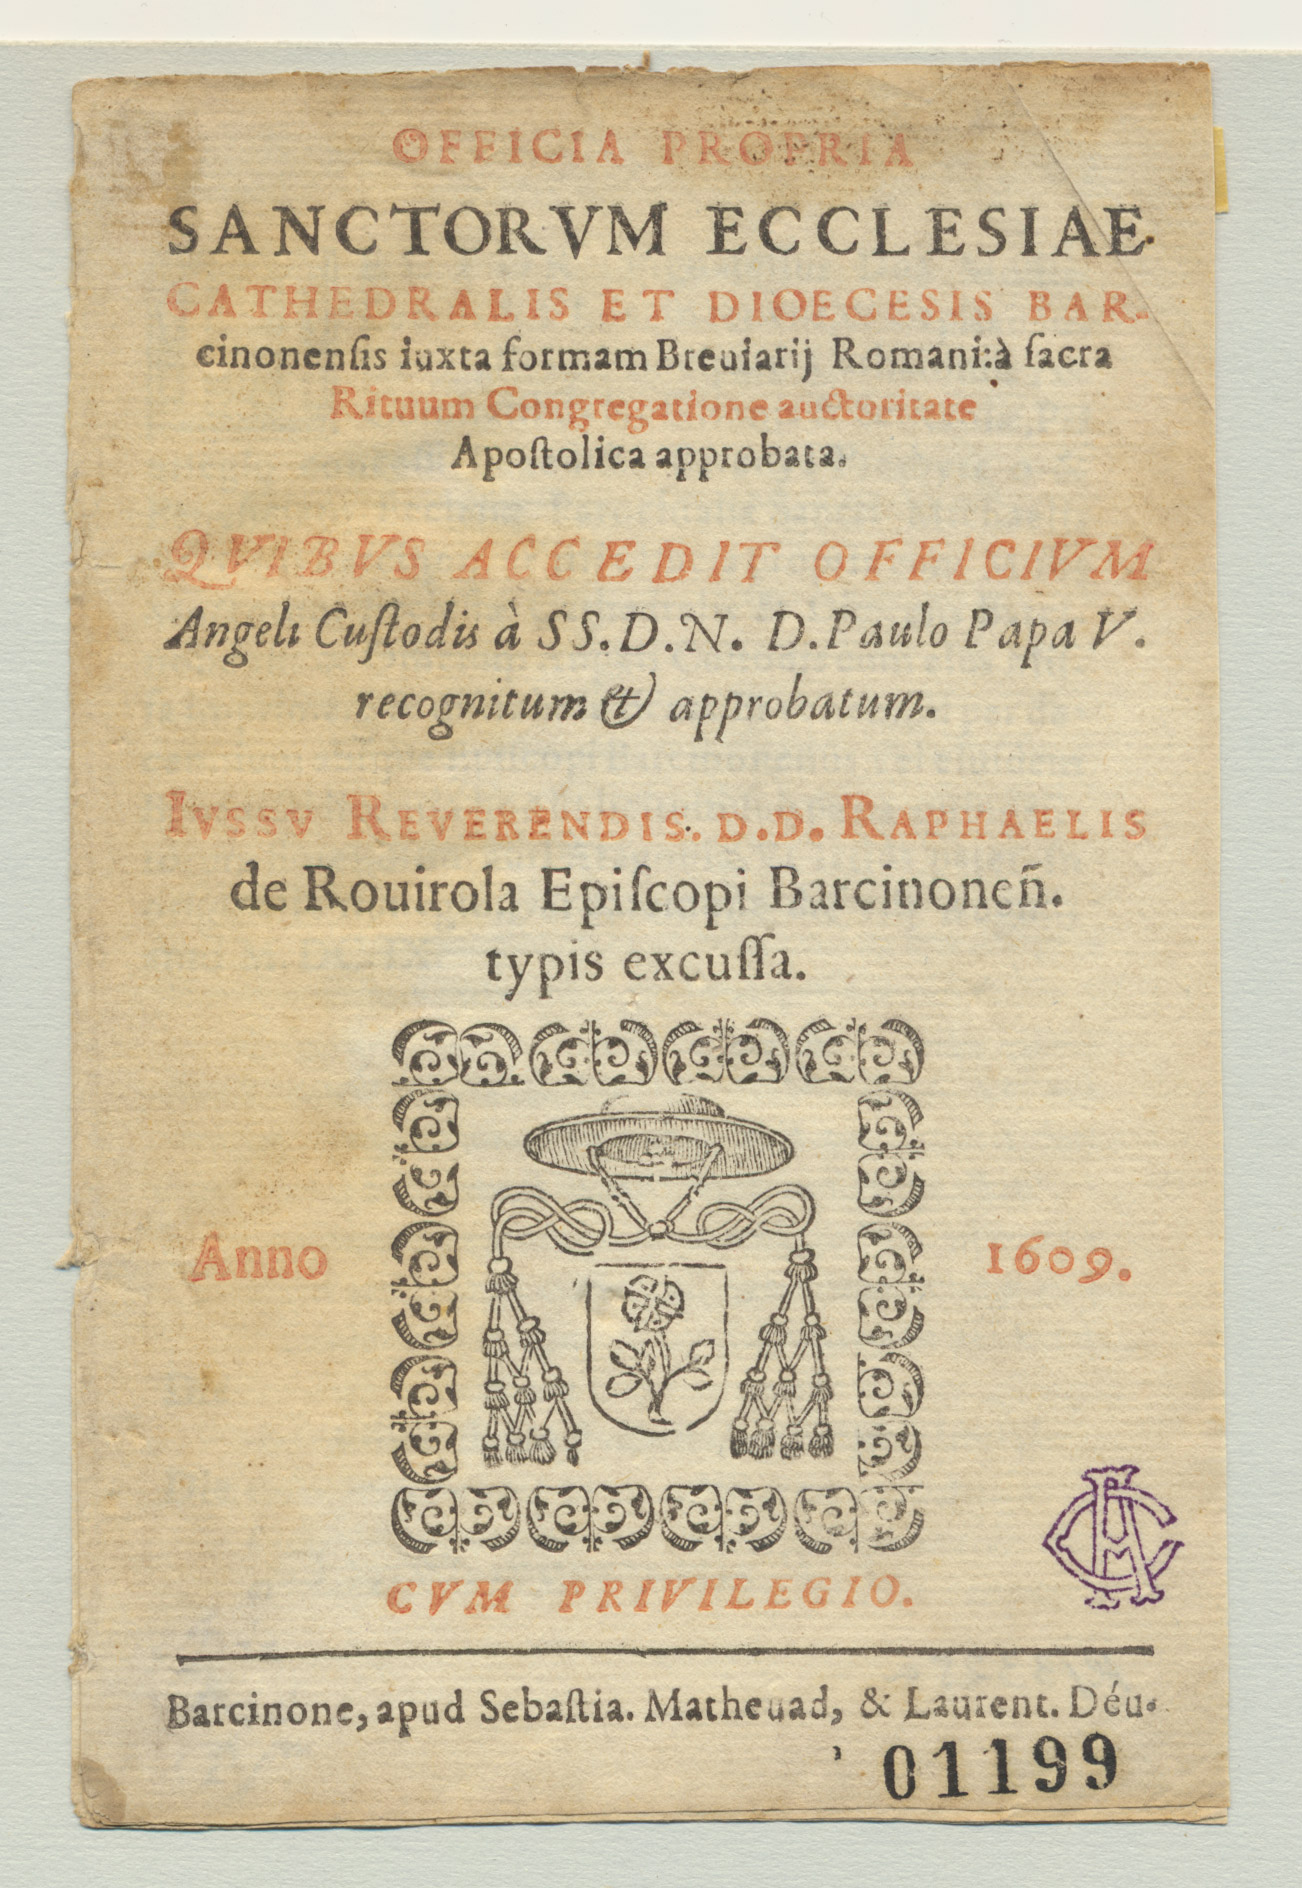 OFFICIA PROPRIA
SANCTORVM ECCLESIAE
CATHEDRALIS ET DIOECESIS BAR-
cinonenſis iuxta formam Breuiarij Romani: à ſacra
Rituum Congregatione auctoritate
Apoſtolica approbata.
QVIBVS ACCEDIT OFFICIVM
Angeli Cuſtodis à SS.D.N. D.Paulo Papa V.
recognitum & approbatum.
IVSSV REVERENDIS. D.D. RAPHAELIS
de Rouirola Epiſcopi Barcinoneñ.
typis excuſſa.
Anno 1609.
CVM PRIVILEGIO.
Barcinone, apud Sebaſtia. Matheuad, & Laurent. Déu.
01199